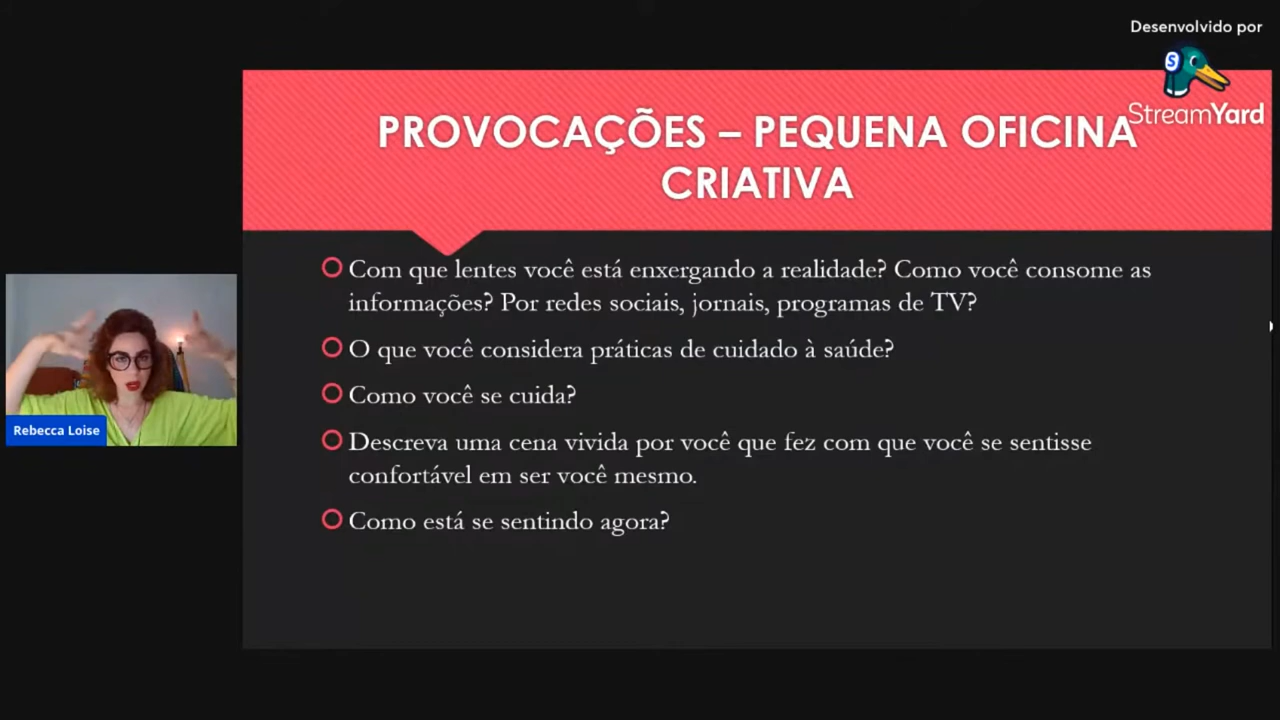 Desenvolvido por
StreamYard
PROVOCAÇÕES – PEQUENA OFICINA
CRIATIVA
Com que lentes você está enxergando a realidade? Como você consome as
informações? Por redes sociais, jornais, programas de TV?
O que você considera práticas de cuidado à saúde?
Como você se cuida?
Descreva uma cena vivida por você que fez com que você se sentisse
confortável em ser você mesmo.
Como está se sentindo agora?
Rebecca Loise